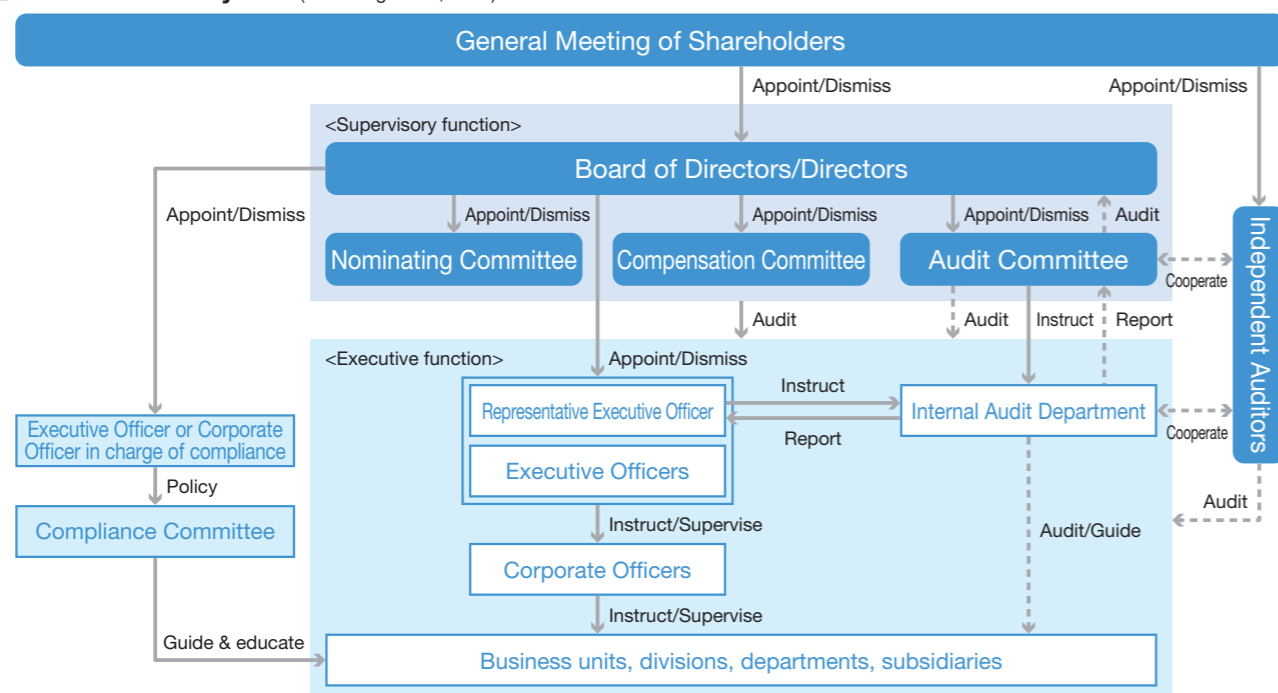 General Meeting of Shareholders
Appoint/Dismiss
Appoint/Dismiss
<Supervisory function>
Board of Directors/Directors
Appoint/Dismiss
Appoint/Dismiss
Appoint/Dismiss
Appoint/Dismiss
Audit
Nominating Committee
Compensation Committee
Audit Committee
Cooperate
Independent Auditors
Audit
Audit
Instruct
Report
<Executive function>
Appoint/Dismiss
Representative Executive Officer
Instruct
Report
Internal Audit Department
Cooperate
Executive Officer or Corporate
Officer in charge of compliance
Executive Officers
Policy
Audit
Compliance Committee
Instruct/Supervise
Audit/Guide
Corporate Officers
Instruct/Supervise
Guide & educate
Business units, divisions, departments, subsidiaries